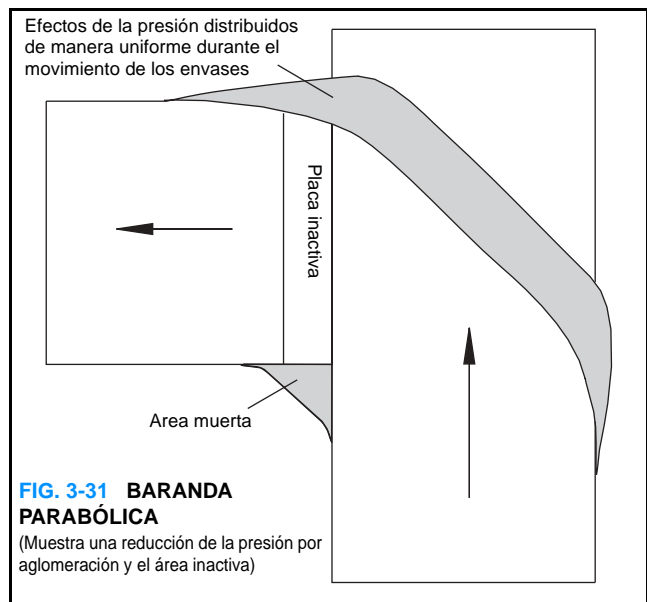 Efectos de la presión distribuidos
de manera uniforme durante el
movimiento de los envases
Placa inactiva
Area muerta
FIG. 3-31 BARANDA
PARABÓLICA
(Muestra una reducción de la presión por
aglomeración y el área inactiva)